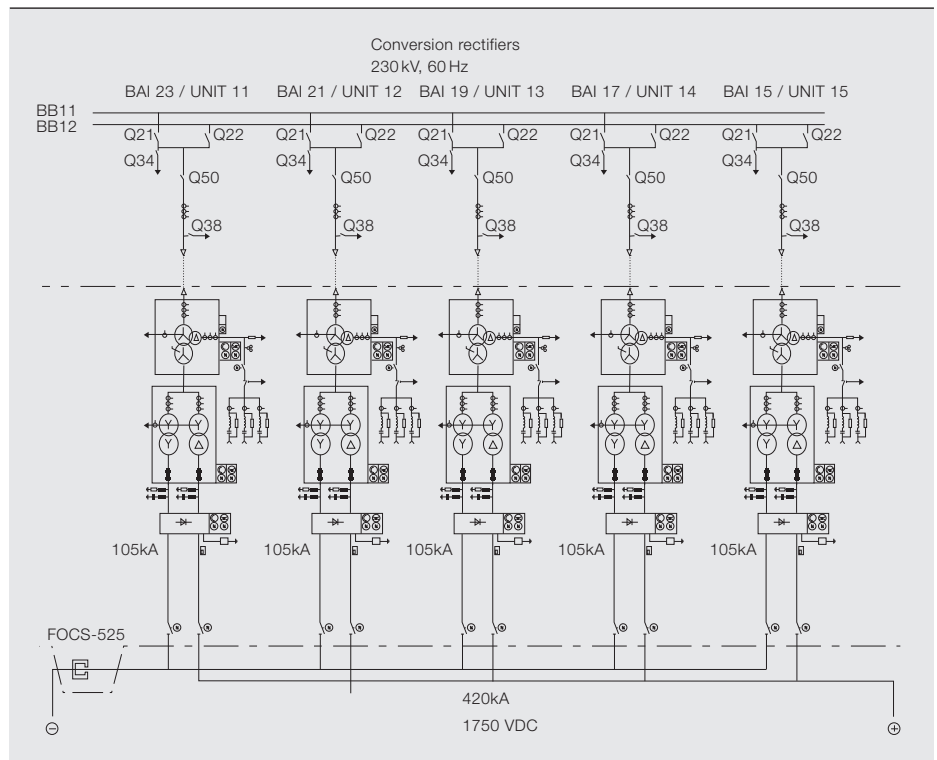 Conversion rectifiers
230 kV, 60 Hz
BAI 23 / UNIT 11 BAI 21 / UNIT 12 BAI 19 / UNIT 13 BAI 17 / UNIT 14 BAI 15 / UNIT 15
BB11
BB12
Q21 Q22 Q21 Q22 Q21 Q22 Q21 Q22 Q21 Q22
Q34 Q34 Q34 Q34 Q34
Q50 Q50 Q50 Q50 Q50
Q38 Q38 Q38 Q38 Q38
105kA 105kA 105kA 105kA 105kA
FOCS-525
420kA
1750 VDC